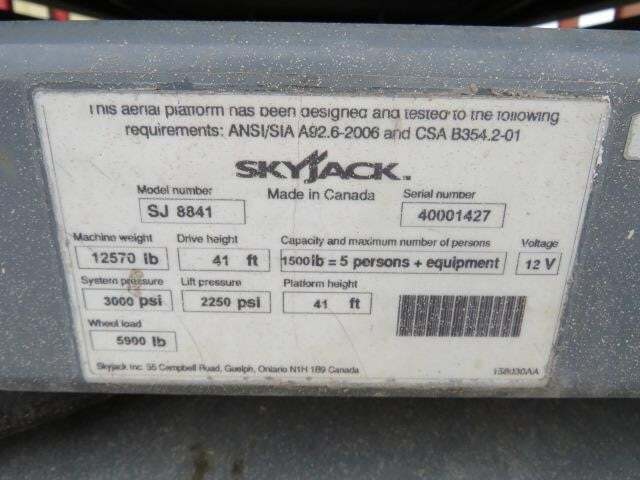 This aerial platform has been designed and tested to the following
requirements: ANSI/SIA A92.6-2006 and CSA B354.2-01
SKYJACK™
Made in Canada
Model number
SJ 8841
Serial number
40001427
Machine weight
12570 lb
Drive height
41 ft
Capacity and maximum number of persons
1500lb = 5 persons + equipment
Voltage
12 V
System pressure
3000 psi
Lift pressure
2250 psi
Platform height
41 ft
Wheel load
5900 lb
Skyjack Inc. 55 Campbell Road, Guelph, Ontario N1H 1B9 Canada
158030AA